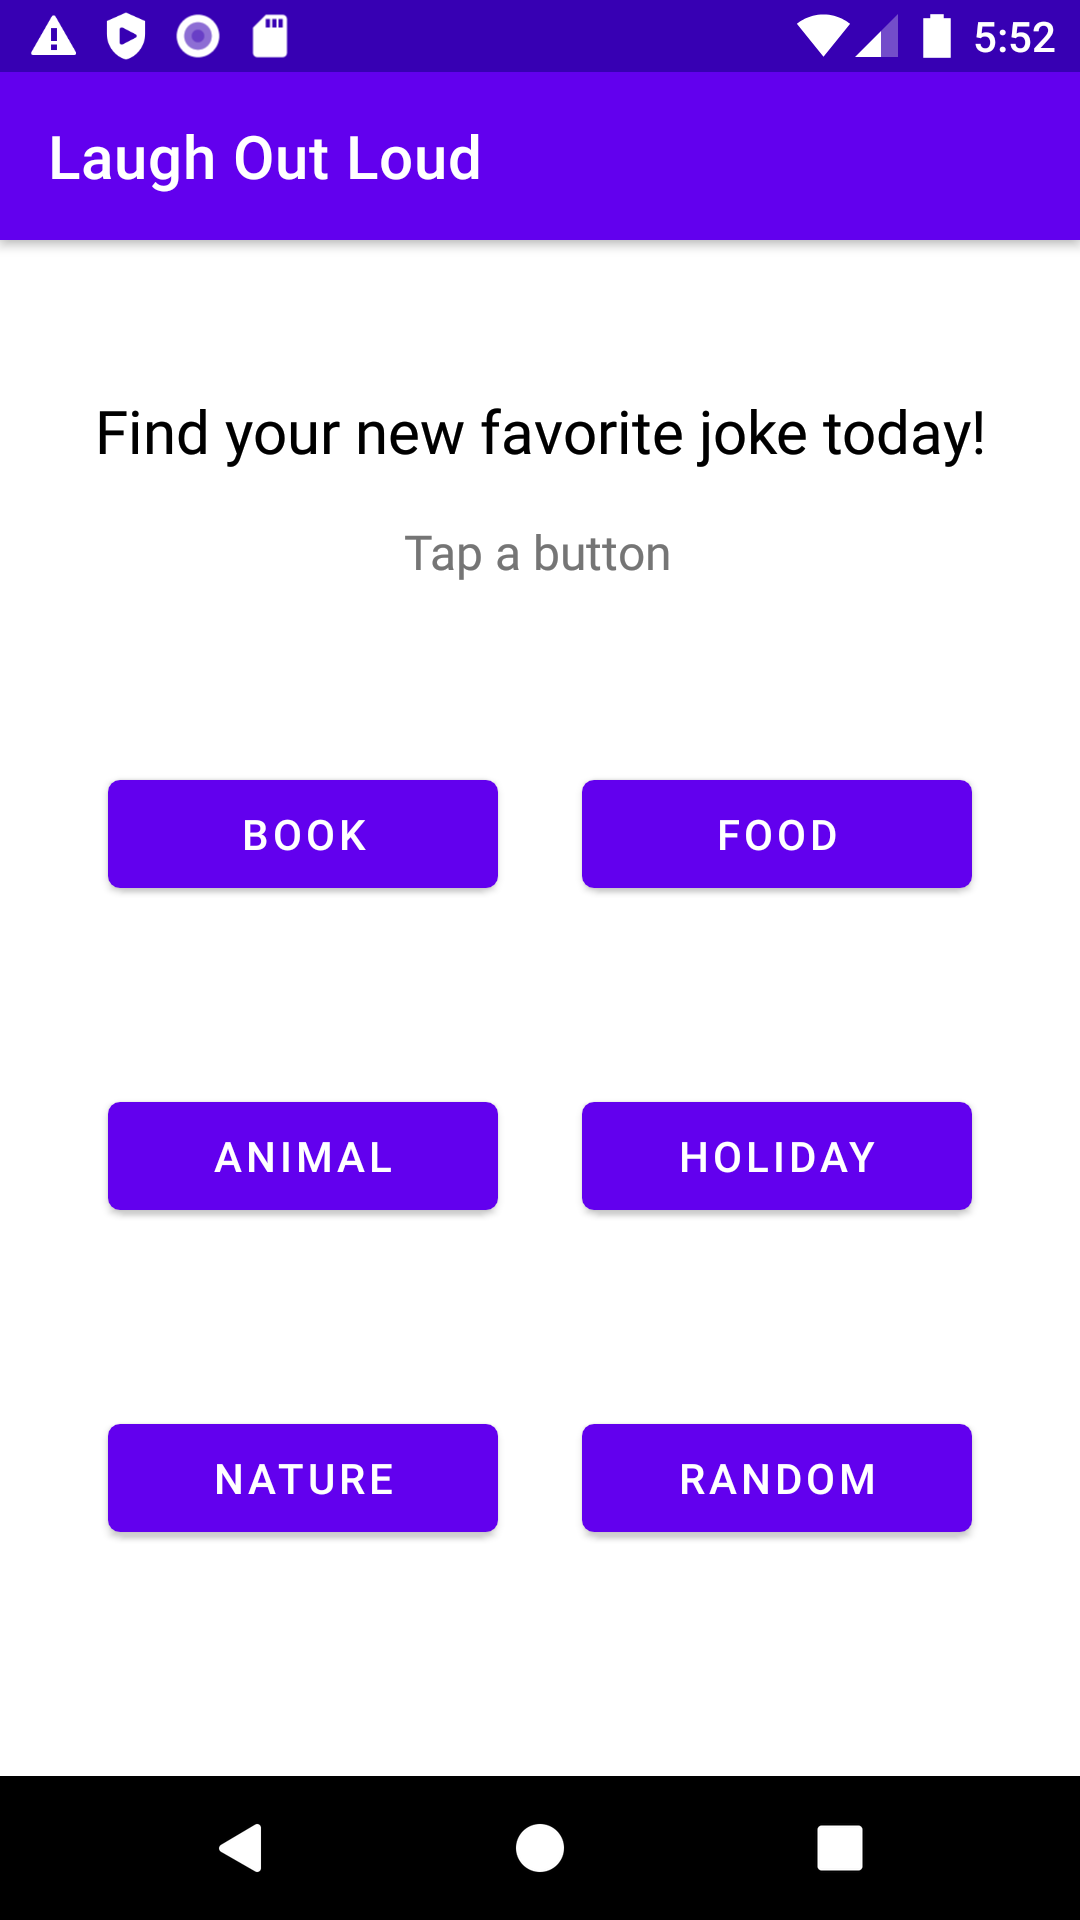 5:52
Laugh Out Loud
Find your new favorite joke today!
Tap a button
BOOK FOOD
ANIMAL HOLIDAY
NATURE RANDOM